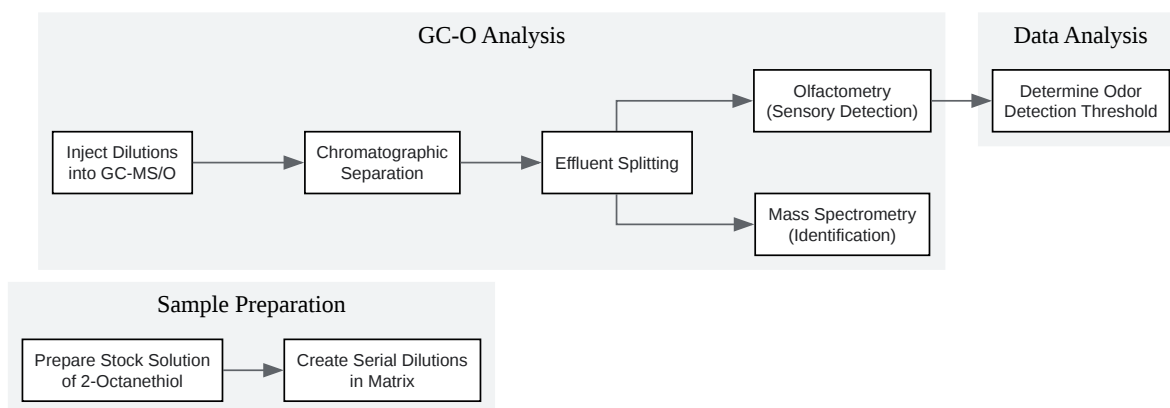 GC-O Analysis
Data Analysis
Olfactometry
(Sensory Detection)
Determine Odor
Detection Threshold
Inject Dilutions
into GC-MS/O
Chromatographic
Separation
Effluent Splitting
Mass Spectrometry
(Identification)
Sample Preparation
Prepare Stock Solution
of 2-Octanethiol
Create Serial Dilutions
in Matrix